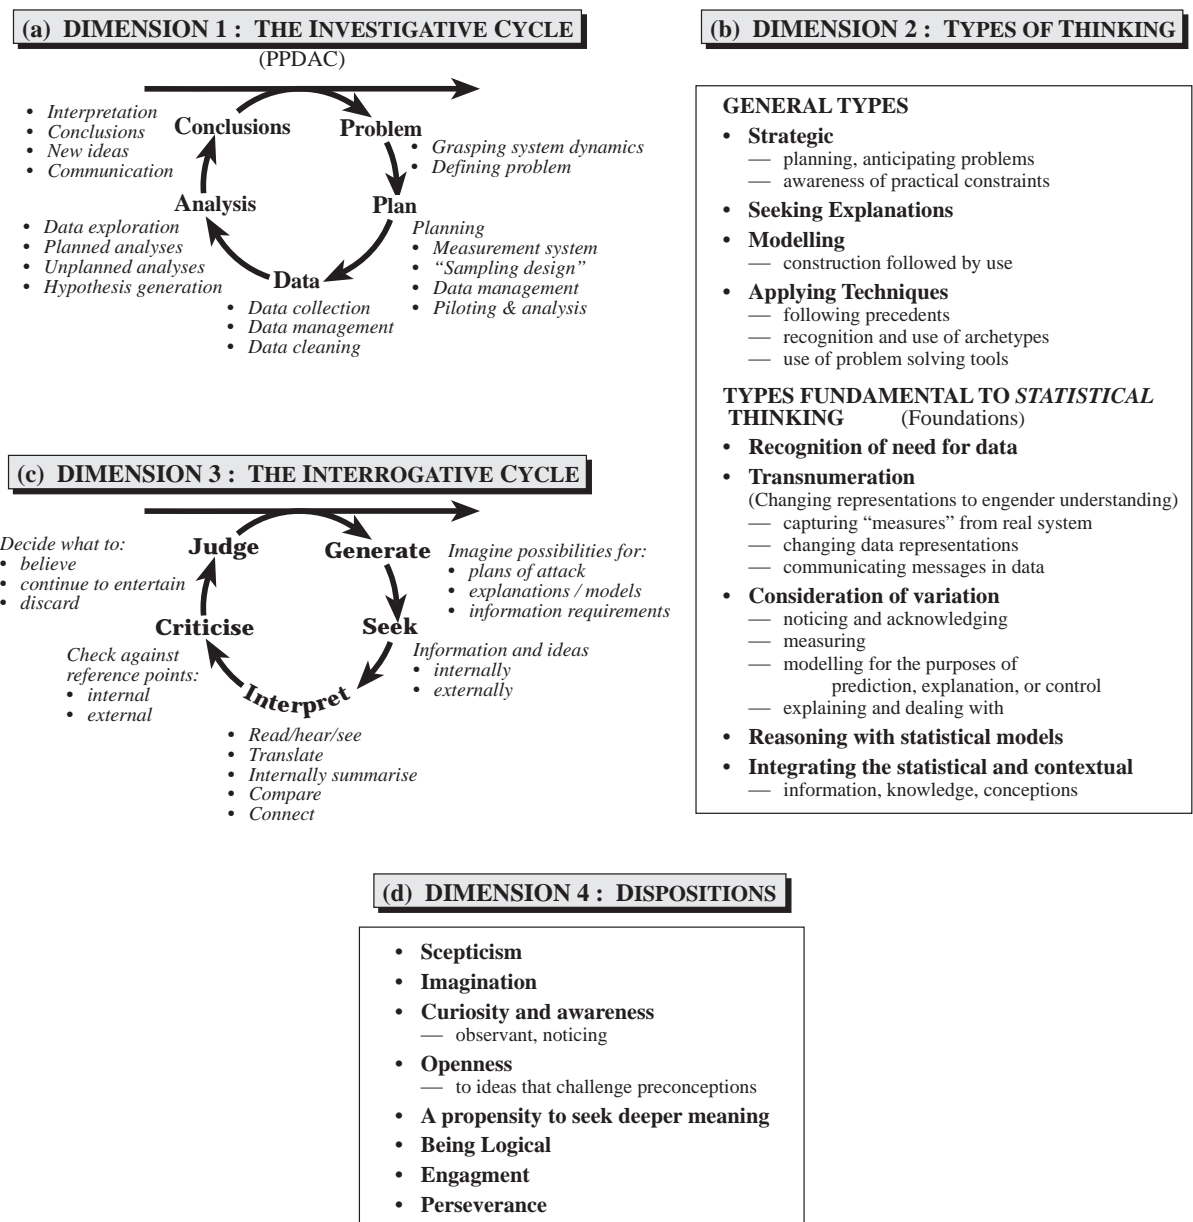 (a) DIMENSION 1 : THE INVESTIGATIVE CYCLE
(PPDAC)
• Interpretation
• Conclusions
• New ideas
• Communication
Conclusions
Problem
• Grasping system dynamics
• Defining problem
Analysis
Plan
• Data exploration
• Planned analyses
• Unplanned analyses
• Hypothesis generation
Planning
• Measurement system
• “Sampling design”
• Data management
• Piloting & analysis
Data
• Data collection
• Data management
• Data cleaning
(b) DIMENSION 2 : TYPES OF THINKING
GENERAL TYPES
• Strategic
— planning, anticipating problems
— awareness of practical constraints
• Seeking Explanations
• Modelling
— construction followed by use
• Applying Techniques
— following precedents
— recognition and use of archetypes
— use of problem solving tools
TYPES FUNDAMENTAL TO STATISTICAL
THINKING (Foundations)
• Recognition of need for data
• Transnumeration
(Changing representations to engender understanding)
— capturing “measures” from real system
— changing data representations
— communicating messages in data
• Consideration of variation
— noticing and acknowledging
— measuring
— modelling for the purposes of
prediction, explanation, or control
— explaining and dealing with
• Reasoning with statistical models
• Integrating the statistical and contextual
— information, knowledge, conceptions
(c) DIMENSION 3 : THE INTERROGATIVE CYCLE
Decide what to:
• believe
• continue to entertain
• discard
Judge
Generate
Imagine possibilities for:
• plans of attack
• explanations / models
• information requirements
Criticise
Seek
Check against
reference points:
• internal
• external
Information and ideas
• internally
• externally
Interpret
• Read/hear/see
• Translate
• Internally summarise
• Compare
• Connect
(d) DIMENSION 4 : DISPOSITIONS
• Scepticism
• Imagination
• Curiosity and awareness
— observant, noticing
• Openness
— to ideas that challenge preconceptions
• A propensity to seek deeper meaning
• Being Logical
• Engagment
• Perseverance